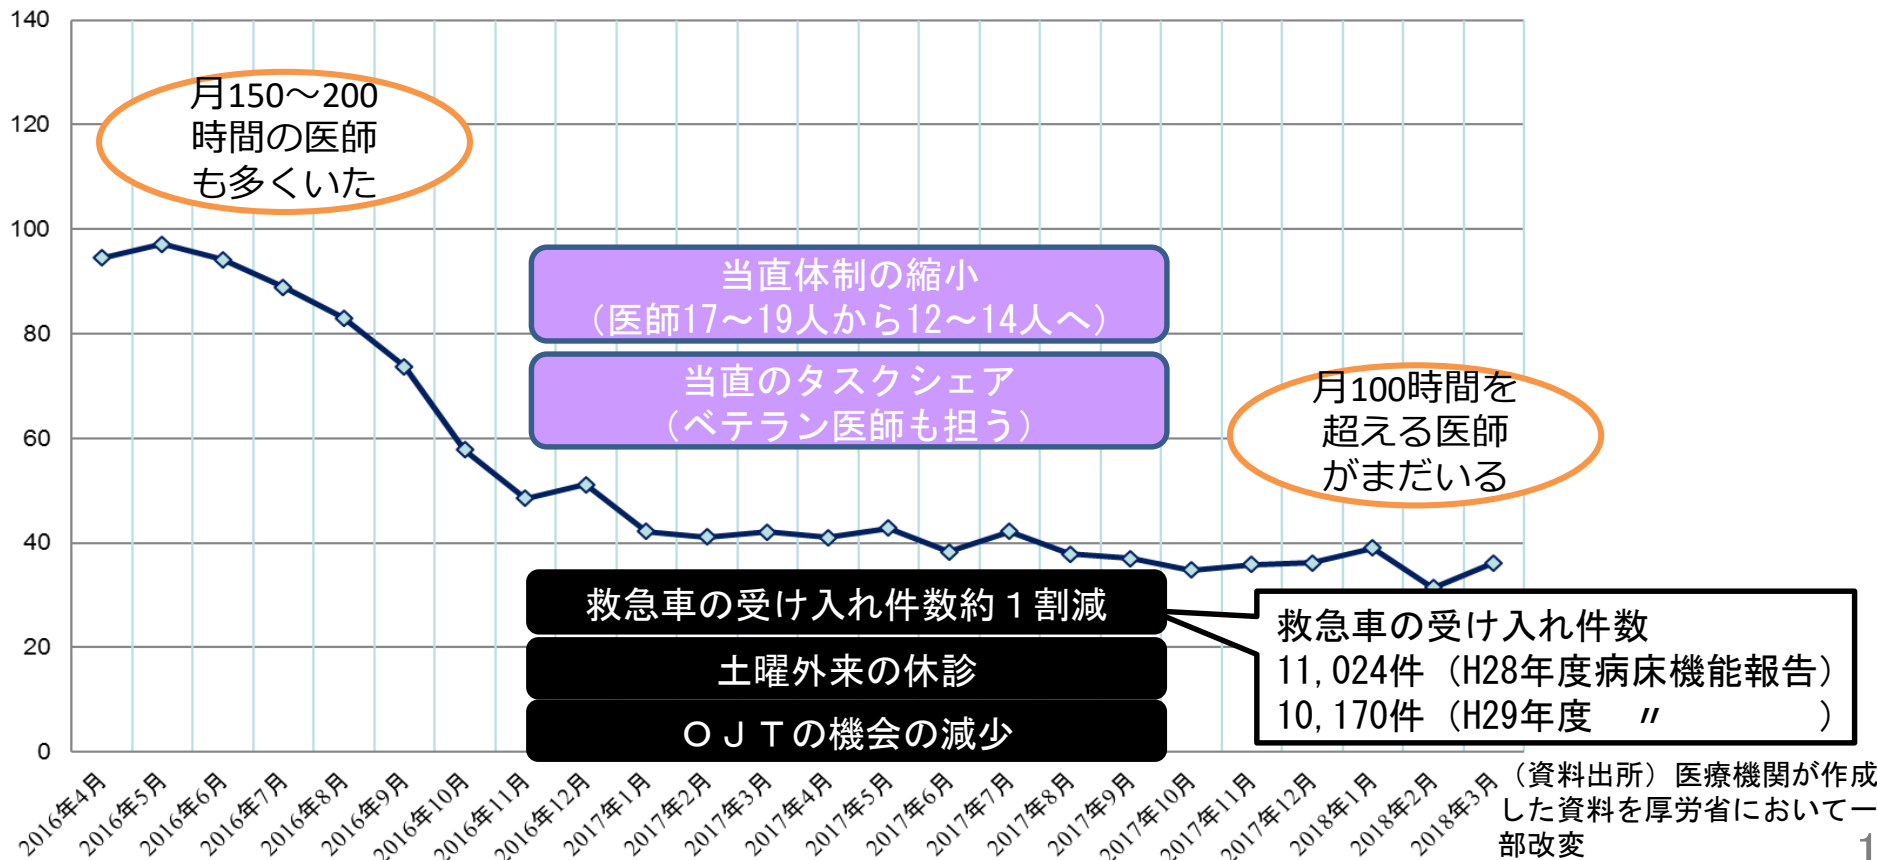 140
120
100
80
60
40
20
0
月150～200
時間の医師
も多くいた
当直体制の縮小
（医師17～19人から12～14人へ）
当直のタスクシェア
（ベテラン医師も担う）
月100時間を
超える医師
がまだいる
救急車の受け入れ件数約１割減
土曜外来の休診
ＯＪＴの機会の減少
救急車の受け入れ件数
11,024件（H28年度病床機能報告）
10,170件（H29年度　〃　）
2016年4月
2016年5月
2016年6月
2016年7月
2016年8月
2016年9月
2016年10月
2016年11月
2016年12月
2017年1月
2017年2月
2017年3月
2017年4月
2017年5月
2017年6月
2017年7月
2017年8月
2017年9月
2017年10月
2017年11月
2017年12月
2018年1月
2018年2月
2018年3月
（資料出所）医療機関が作成
した資料を厚労省において一
部改変
1